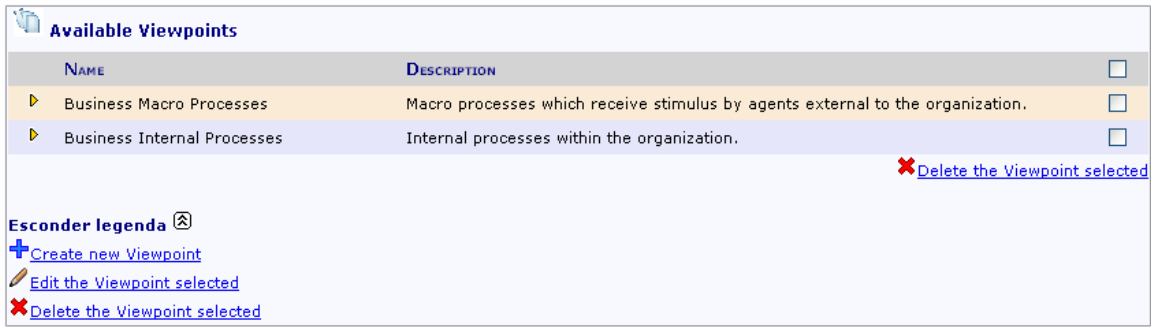 Available Viewpoints
NAME DESCRIPTION
Business Macro Processes Macro processes which receive stimulus by agents external to the organization.
Business Internal Processes Internal processes within the organization.
Delete the Viewpoint selected
Esconder legenda
Create new Viewpoint
Edit the Viewpoint selected
Delete the Viewpoint selected